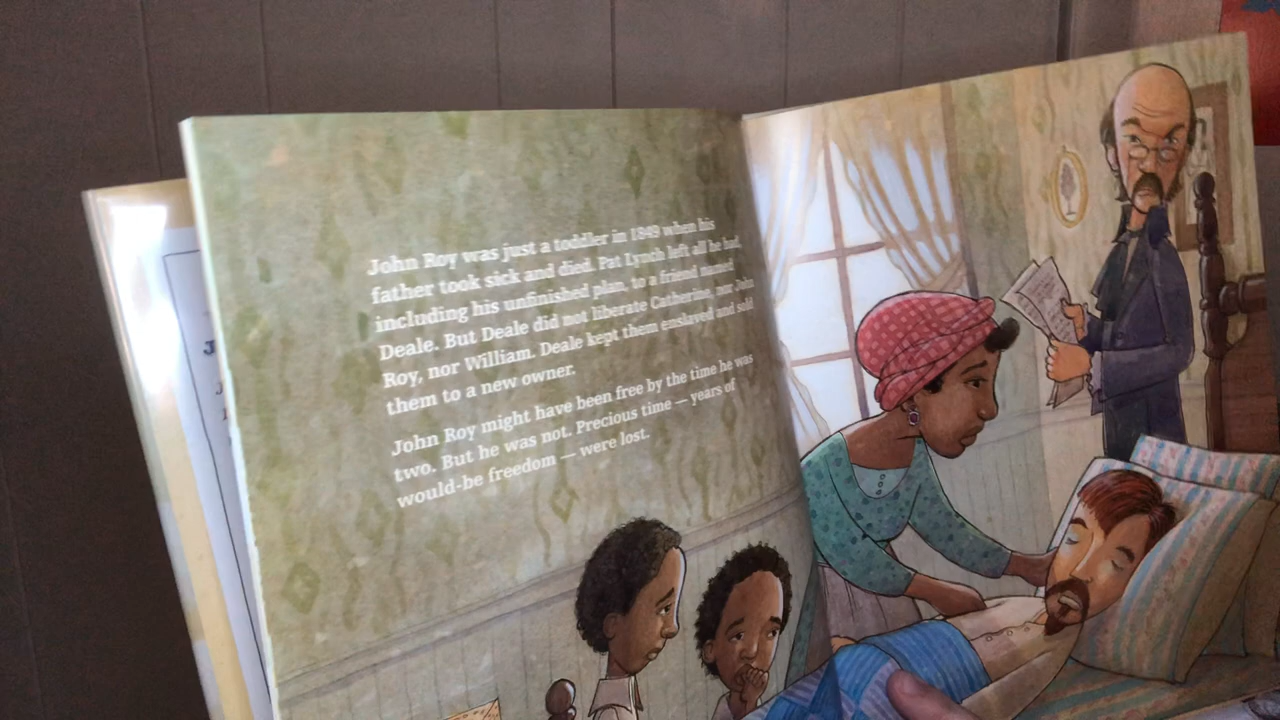 John Roy was just a toddler in 1849 when his
father took sick and died. Pat Lynch left all he had,
including his unfinished plan, to a friend named
Deale. But Deale did not liberate Catherine, nor John
Roy, nor William. Deale kept them enslaved and sold
them to a new owner.
John Roy might have been free by the time he was
two. But he was not. Precious time — years of
would-be freedom — were lost.